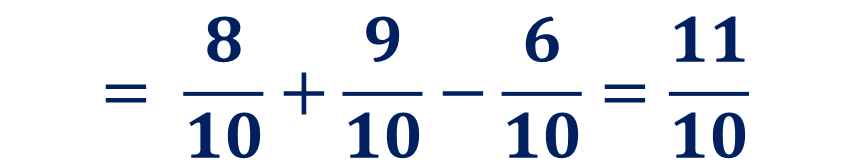 = 8/10 + 9/10 − 6/10 = 11/10